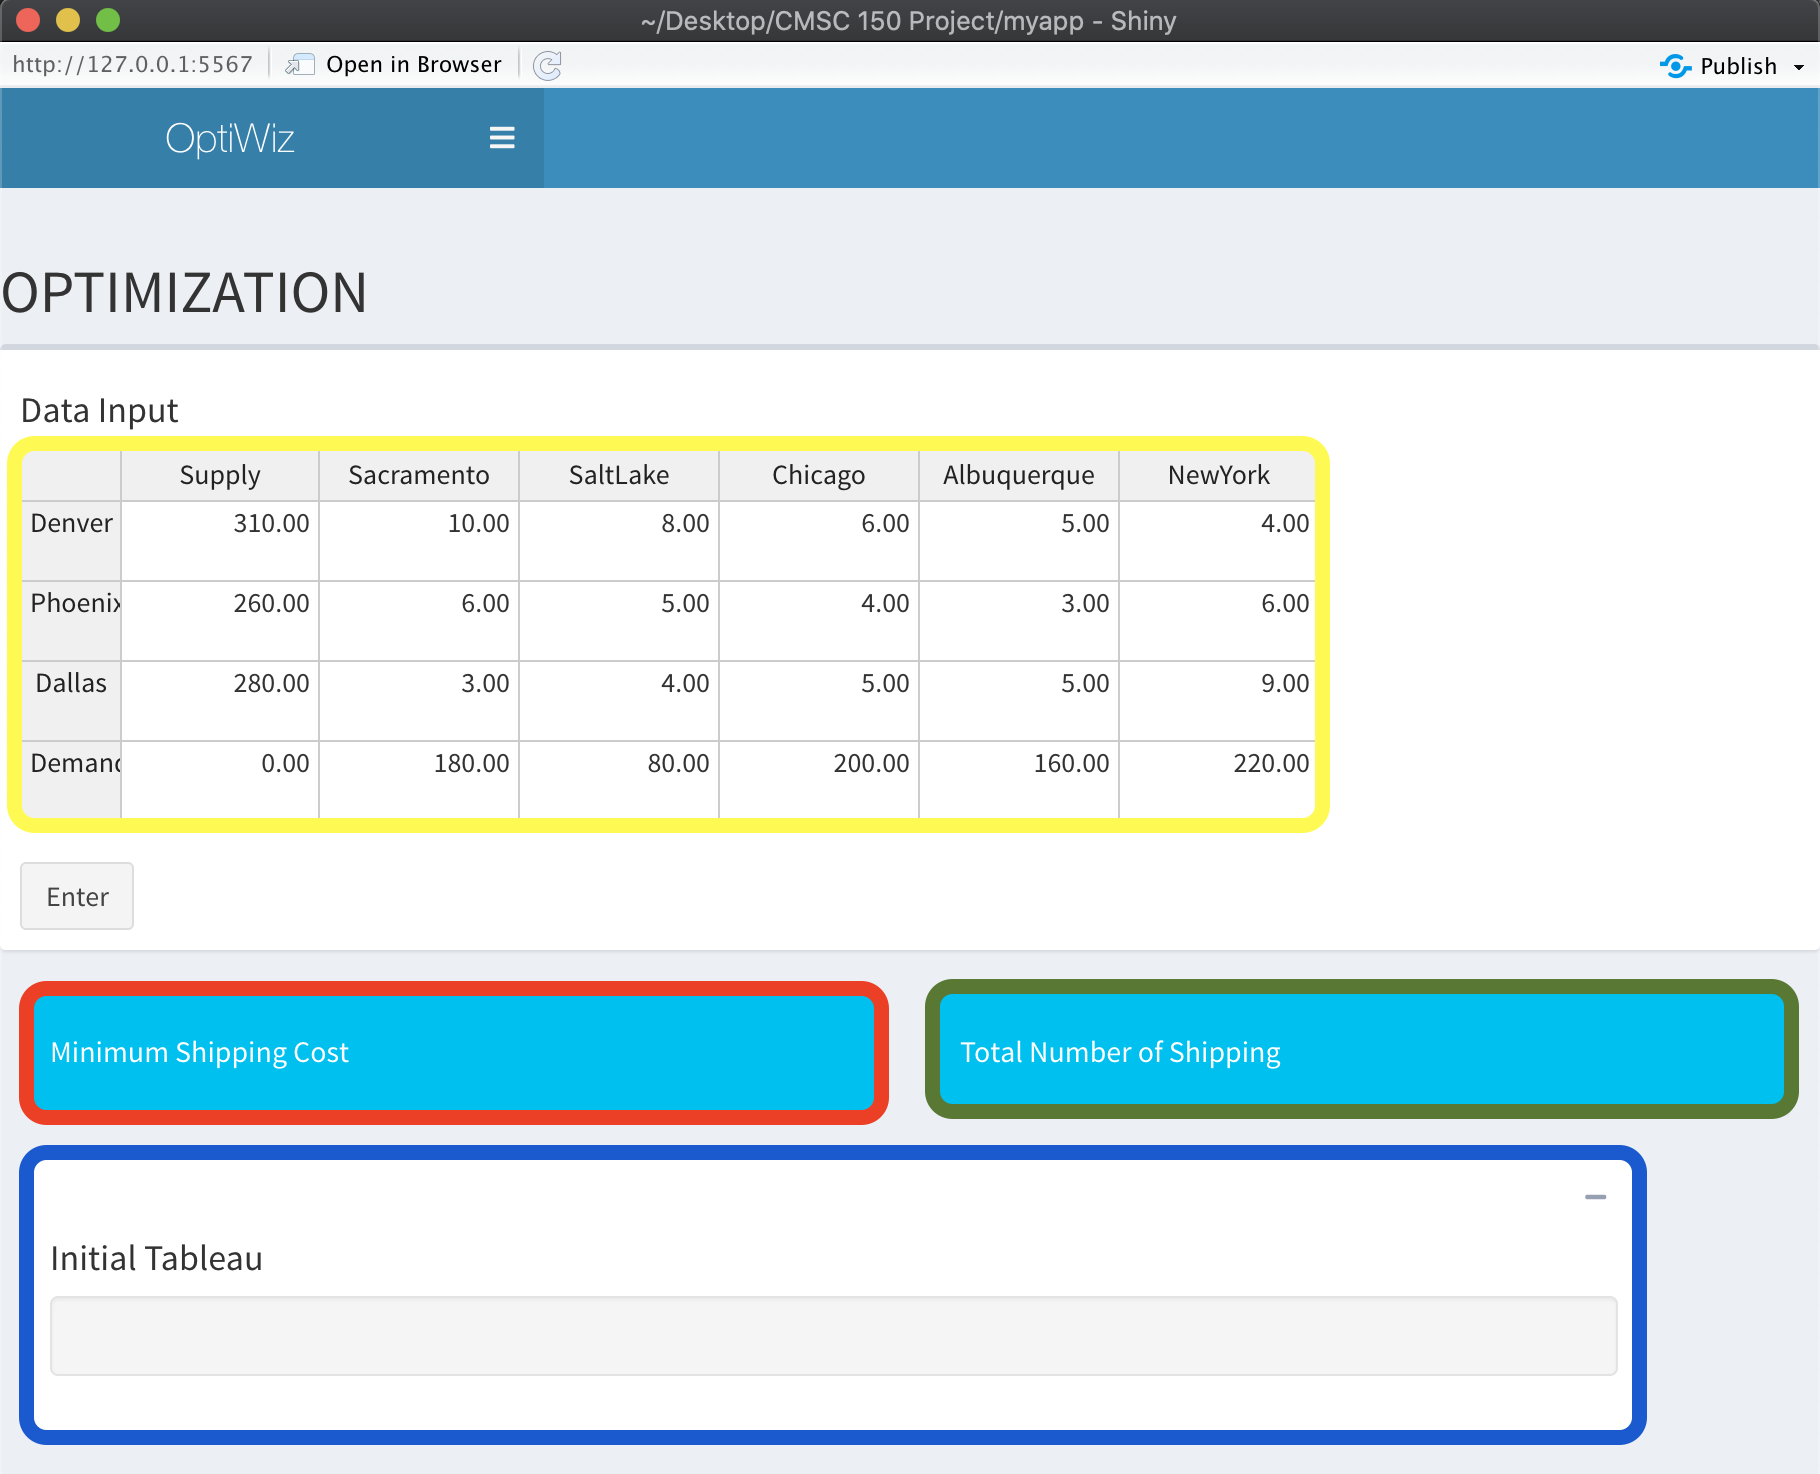 ~/Desktop/CMSC 150 Project/myapp - Shiny
http://127.0.0.1:5567 Open in Browser Publish
OptiWiz
OPTIMIZATION
Data Input
Supply Sacramento SaltLake Chicago Albuquerque NewYork
Denver 310.00 10.00 8.00 6.00 5.00 4.00
Phoenix 260.00 6.00 5.00 4.00 3.00 6.00
Dallas 280.00 3.00 4.00 5.00 5.00 9.00
Demand 0.00 180.00 80.00 200.00 160.00 220.00
Enter
Minimum Shipping Cost Total Number of Shipping
Initial Tableau